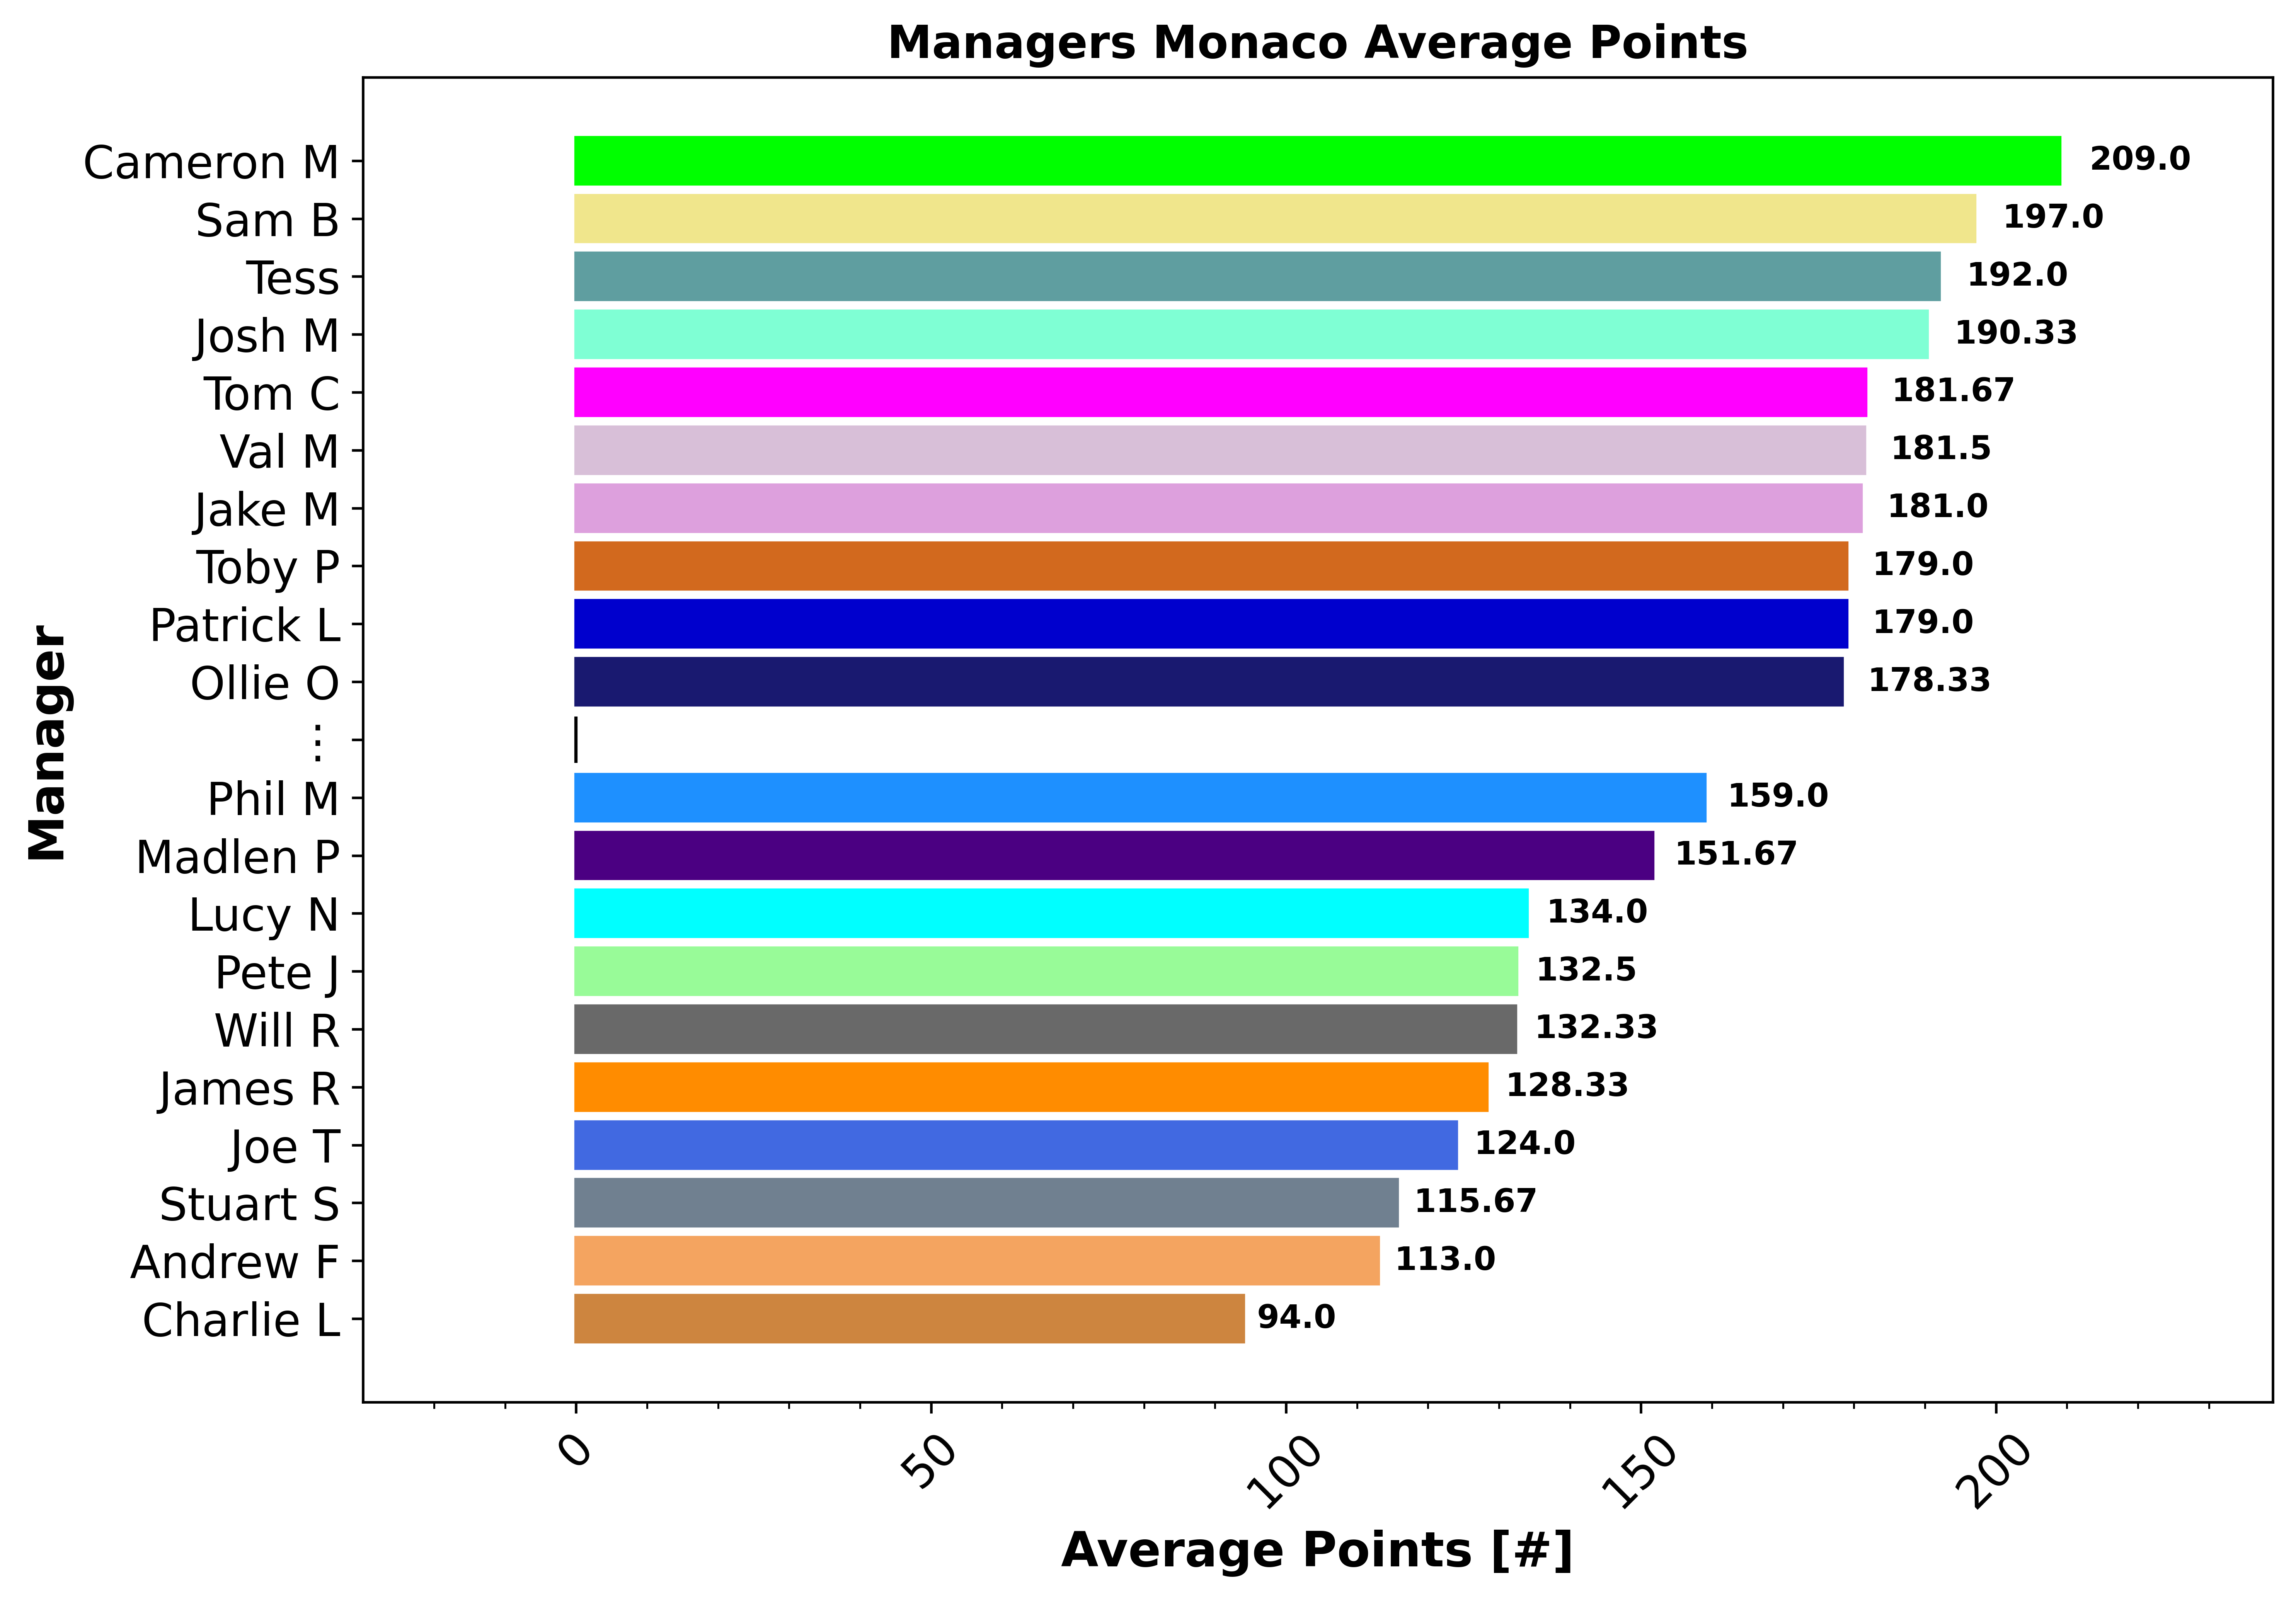 Managers Monaco Average Points
Cameron M 209.0
Sam B 197.0
Tess 192.0
Josh M 190.33
Tom C 181.67
Val M 181.5
Jake M 181.0
Toby P 179.0
Patrick L 179.0
Ollie O 178.33
⋮
Phil M 159.0
Madlen P 151.67
Lucy N 134.0
Pete J 132.5
Will R 132.33
James R 128.33
Joe T 124.0
Stuart S 115.67
Andrew F 113.0
Charlie L 94.0
Manager
0 50 100 150 200
Average Points [#]